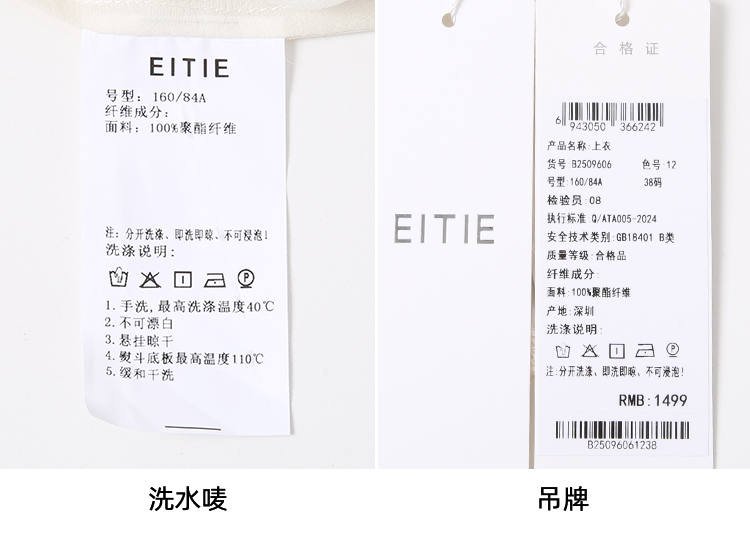 EITIE
号型: 160/84A
纤维成分:
面料: 100%聚酯纤维
注: 分开洗涤、即洗即晾、不可浸泡!
洗涤说明:
1.手洗,最高洗涤温度40℃
2.不可漂白
3.悬挂晾干
4.熨斗底板最高温度110℃
5.缓和干洗
洗水唛
EITIE
合格证
6 943050 366242
产品名称:上衣
货号:B2509606 色号:12
号型:160/84A 38码
检验员:08
执行标准 Q/ATA005-2024
安全技术类别:GB18401 B类
质量等级:合格品
纤维成分:
面料:100%聚酯纤维
产地:深圳
洗涤说明:
注:分开洗涤、即洗即晾、不可浸泡!
RMB:1499
B25096061238
吊牌